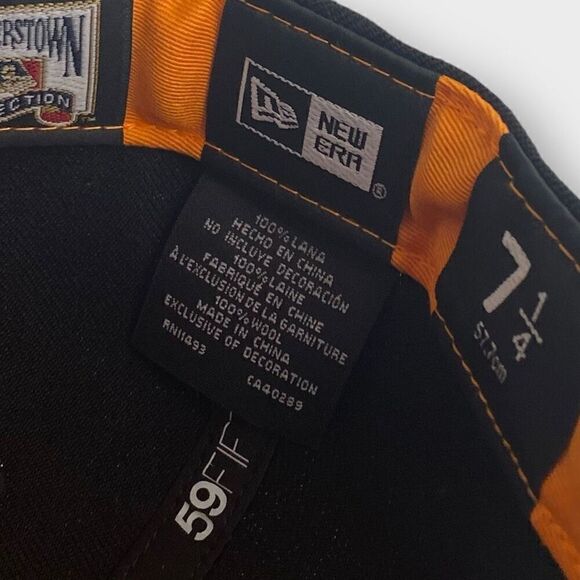 ERSTOWN
ECTION
NEW
ERA
®
7 1/4
57.7cm
100% LANA
HECHO EN CHINA
NO INCLUYE DECORACIÓN
100% LAINE
FABRIQUÉ EN CHINE
À L'EXCLUSION DE LA GARNITURE
100% WOOL
MADE IN CHINA
EXCLUSIVE OF DECORATION
RN11493 CA40289
59FIF